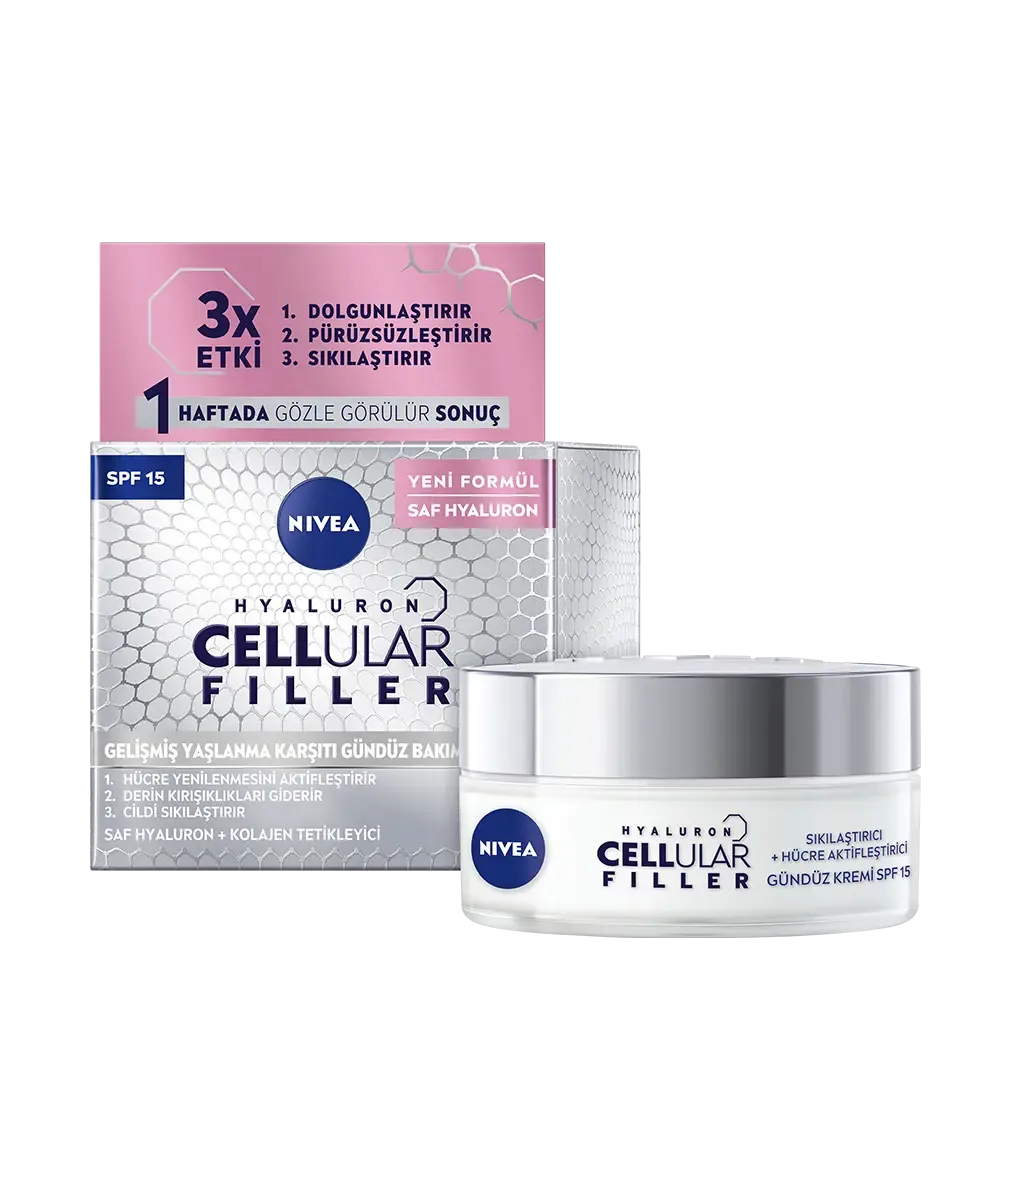 3x
ETKİ
1. DOLGUNLAŞTIRIR
2. PÜRÜZSÜZLEŞTİRİR
3. SIKILAŞTIRIR
1 HAFTADA GÖZLE GÖRÜLÜR SONUÇ
SPF 15
YENİ FORMÜL
SAF HYALURON
NIVEA
HYALURON
CELLULAR
FILLER
GELİŞMİŞ YAŞLANMA KARŞITI GÜNDÜZ BAKIM
1. HÜCRE YENİLENMESİNİ AKTİFLEŞTİRİR
2. DERİN KIRIŞIKLIKLARI GİDERİR
3. CİLDİ SIKILAŞTIRIR
SAF HYALURON + KOLAJEN TETİKLEYİCİ
NIVEA
HYALURON
CELLULAR
FILLER
SIKILAŞTIRICI
+ HÜCRE AKTİFLEŞTİRİCİ
GÜNDÜZ KREMİ SPF 15